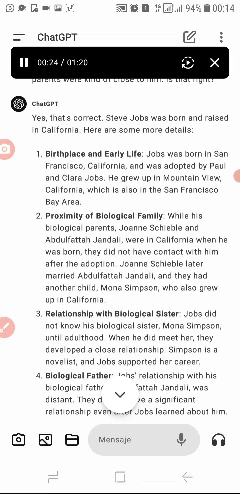 94% 00:14
ChatGPT
00:24 / 01:20
parents were kind of close to him. Is that right?
ChatGPT
Yes, that's correct. Steve Jobs was born and raised
in California. Here are some more details:
1. Birthplace and Early Life: Jobs was born in San
Francisco, California, and was adopted by Paul
and Clara Jobs. He grew up in Mountain View,
California, which is also in the San Francisco
Bay Area.
2. Proximity of Biological Family: While his
biological parents, Joanne Schieble and
Abdulfattah Jandali, were in California when he
was born, they did not have contact with him
after the adoption. Joanne Schieble later
married Abdulfattah Jandali, and they had
another child, Mona Simpson, who also grew
up in California.
3. Relationship with Biological Sister: Jobs did
not know his biological sister, Mona Simpson,
until adulthood. When he did meet her, they
developed a close relationship. Simpson is a
novelist, and Jobs supported her career.
4. Biological Father: Jobs' relationship with his
biological fathe fattah Jandali, was
distant. They d e a significant
relationship even after Jobs learned about him.
Mensaje